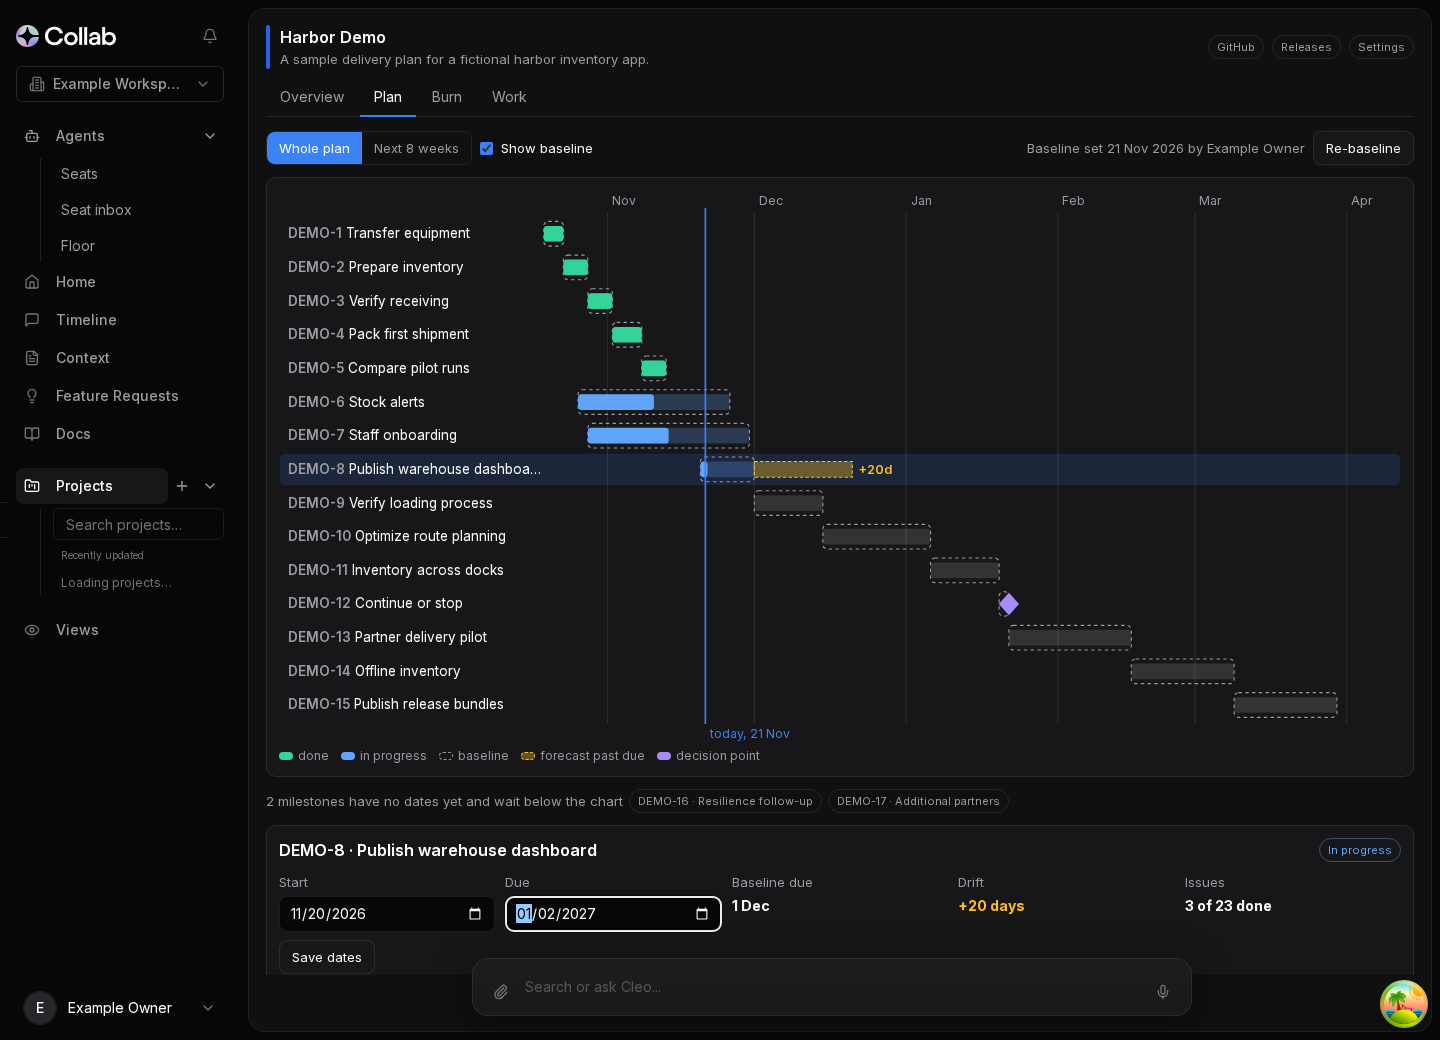 Collab
Example Worksp...
Agents
Seats
Seat inbox
Floor
Home
Timeline
Context
Feature Requests
Docs
Projects
Search projects...
Recently updated
Loading projects...
Views
E Example Owner
Harbor Demo
A sample delivery plan for a fictional harbor inventory app.
GitHub Releases Settings
Overview Plan Burn Work
Whole plan Next 8 weeks Show baseline Baseline set 21 Nov 2026 by Example Owner Re-baseline
Nov Dec Jan Feb Mar Apr
DEMO-1 Transfer equipment
DEMO-2 Prepare inventory
DEMO-3 Verify receiving
DEMO-4 Pack first shipment
DEMO-5 Compare pilot runs
DEMO-6 Stock alerts
DEMO-7 Staff onboarding
DEMO-8 Publish warehouse dashboa... +20d
DEMO-9 Verify loading process
DEMO-10 Optimize route planning
DEMO-11 Inventory across docks
DEMO-12 Continue or stop
DEMO-13 Partner delivery pilot
DEMO-14 Offline inventory
DEMO-15 Publish release bundles
today, 21 Nov
done in progress baseline forecast past due decision point
2 milestones have no dates yet and wait below the chart DEMO-16 · Resilience follow-up DEMO-17 · Additional partners
DEMO-8 · Publish warehouse dashboard In progress
Start Due Baseline due Drift Issues
11/20/2026 01/02/2027 1 Dec +20 days 3 of 23 done
Save dates
Search or ask Cleo...